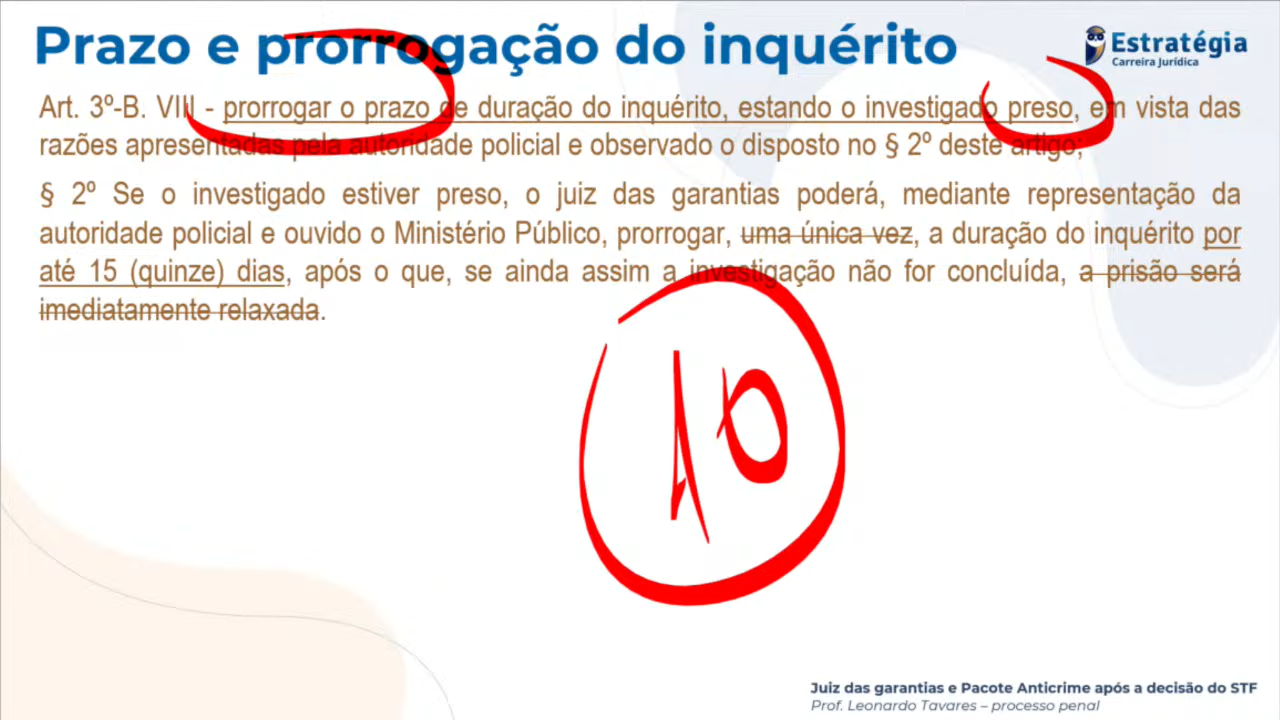 Prazo e prorrogação do inquérito
Estratégia
Carreira Jurídica
Art. 3º-B. VIII - prorrogar o prazo de duração do inquérito, estando o investigado preso, em vista das
razões apresentadas pela autoridade policial e observado o disposto no § 2º deste artigo;
§ 2º Se o investigado estiver preso, o juiz das garantias poderá, mediante representação da
autoridade policial e ouvido o Ministério Público, prorrogar, uma única vez, a duração do inquérito por
até 15 (quinze) dias, após o que, se ainda assim a investigação não for concluída, a prisão será
imediatamente relaxada.
10
Juiz das garantias e Pacote Anticrime após a decisão do STF
Prof. Leonardo Tavares – processo penal